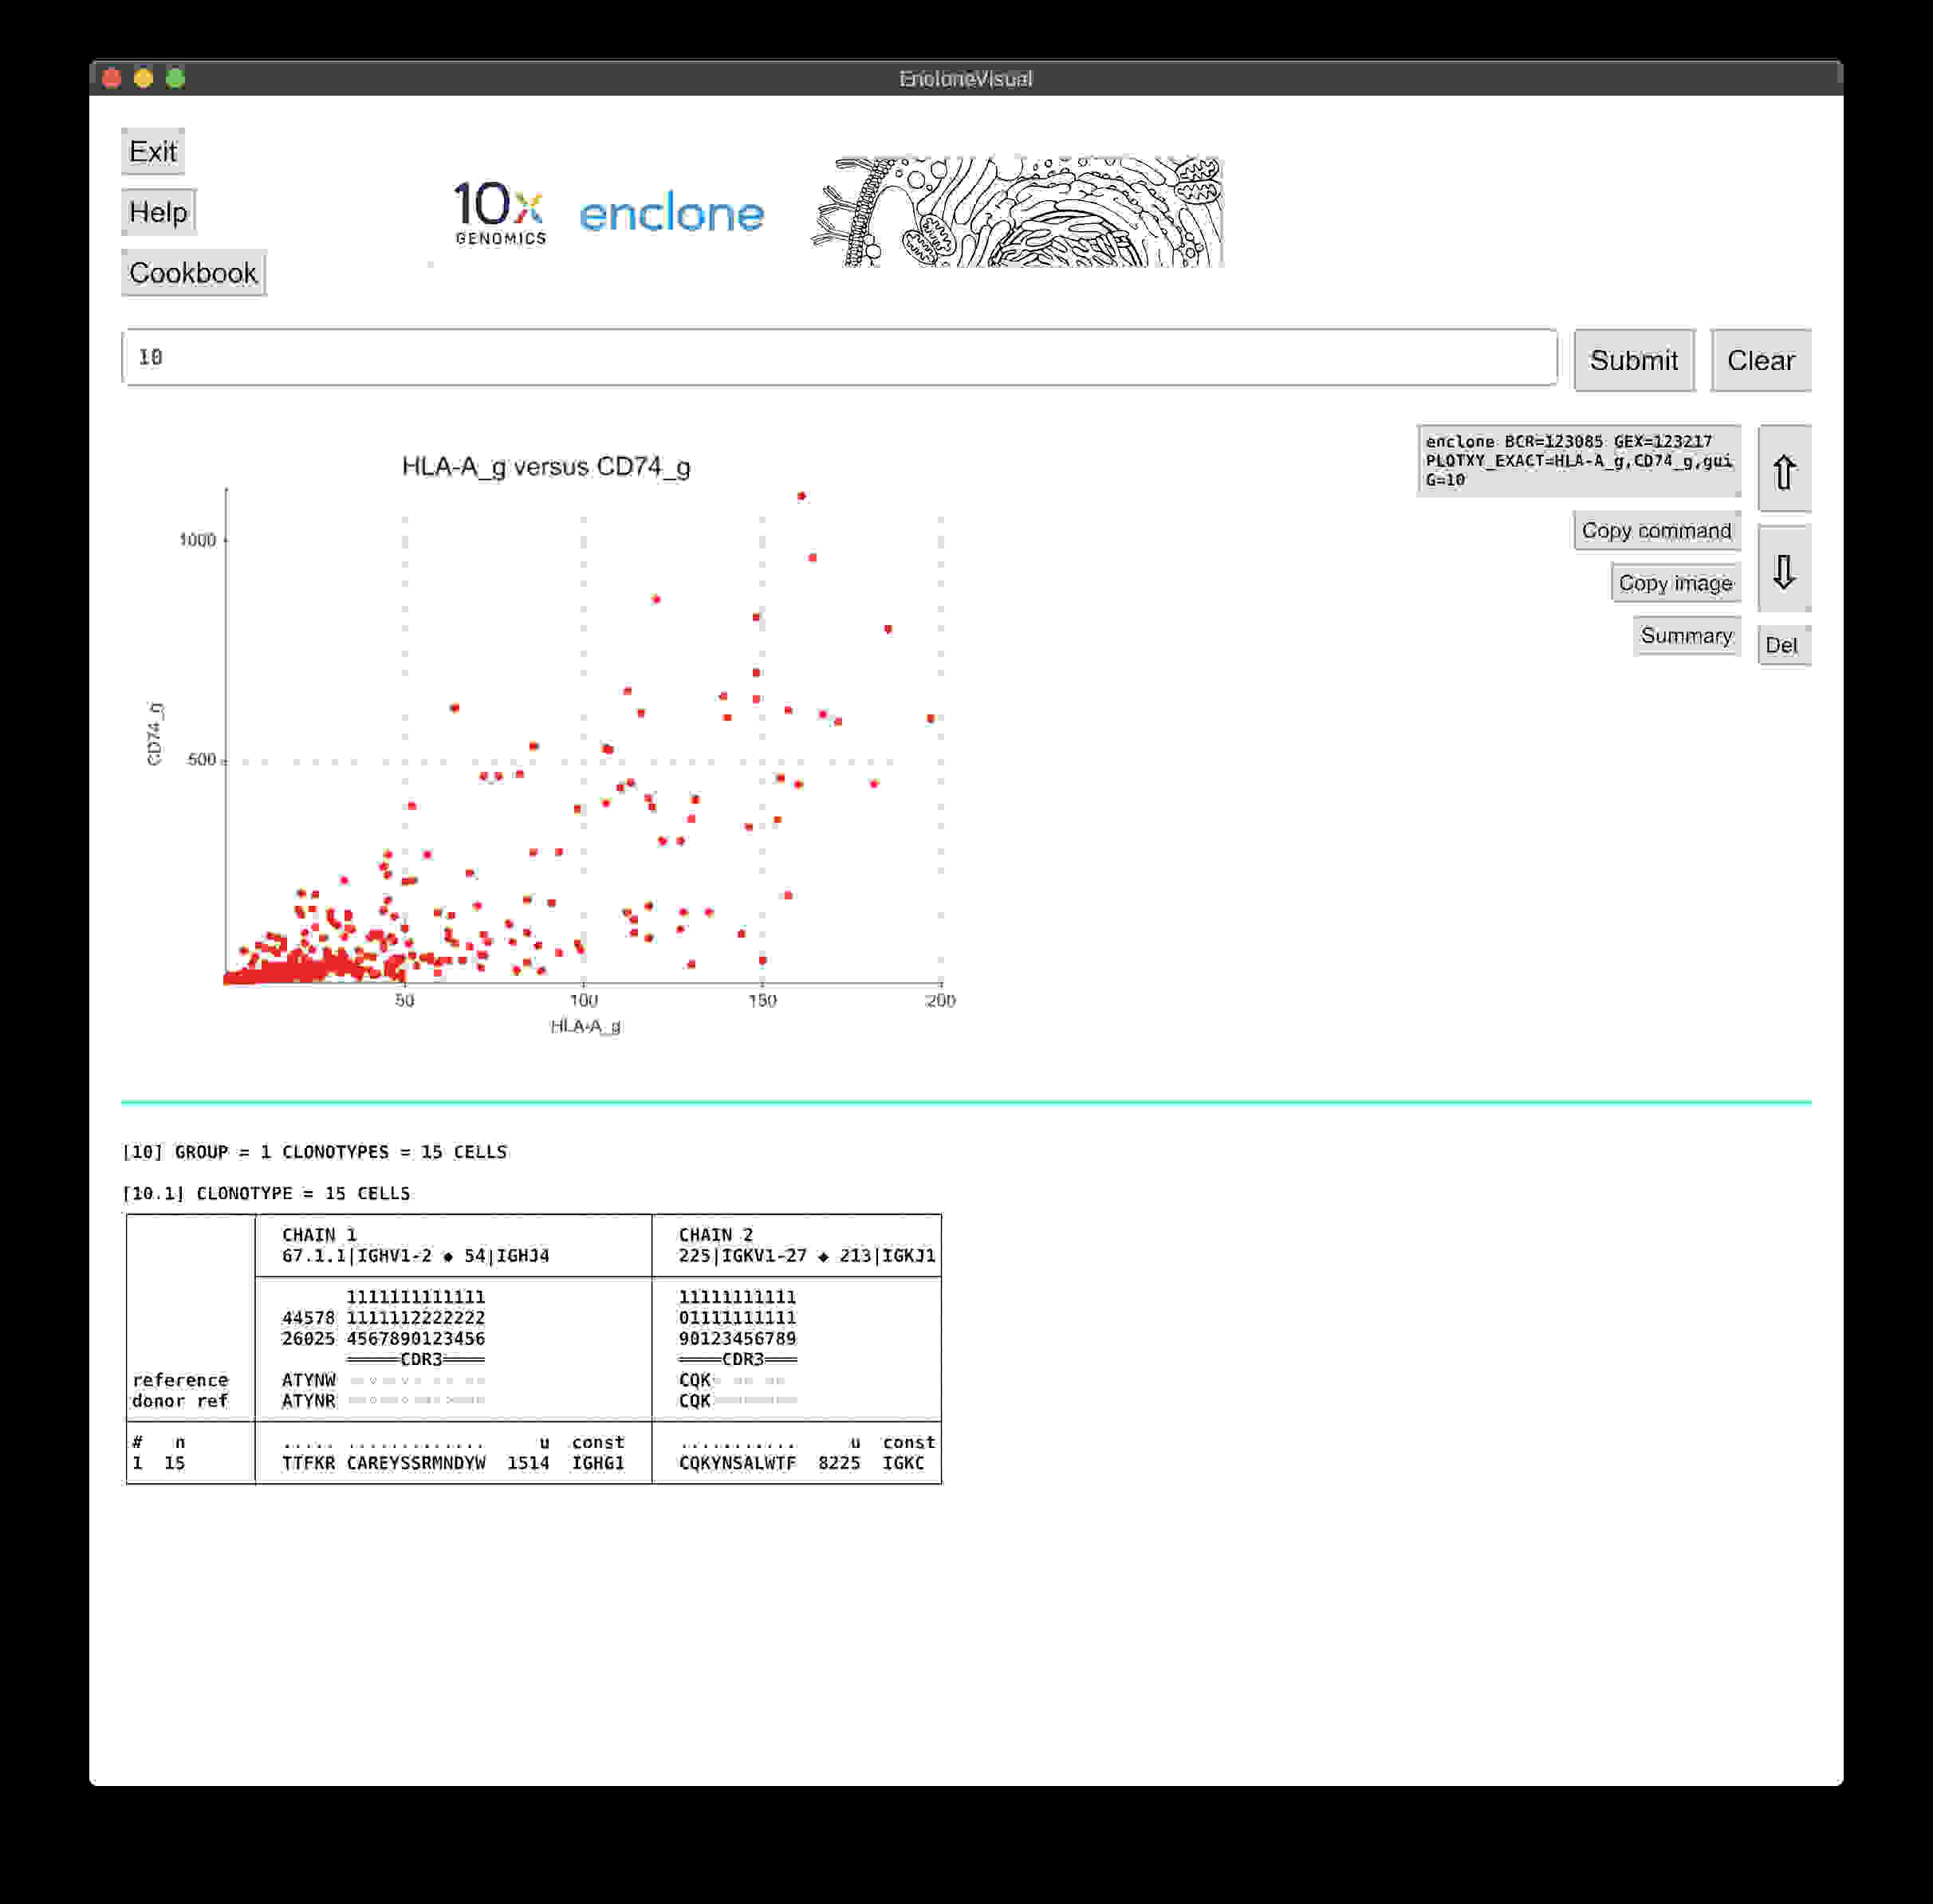 EncloneVisual
Exit
Help
Cookbook
10x
GENOMICS
enclone
10
Submit
Clear
enclone BCR=123085 GEX=123217
PLOTXY_EXACT=HLA-A_g,CD74_g,gui
G=10
Copy command
Copy image
Summary
⇧
⇩
Del
HLA-A_g versus CD74_g
1000
500
CD74_g
50
100
150
200
HLA-A_g
[10] GROUP = 1 CLONOTYPES = 15 CELLS
[10.1] CLONOTYPE = 15 CELLS
CHAIN 1 CHAIN 2
67.1.1|IGHV1-2 ◆ 54|IGHJ4 225|IGKV1-27 ◆ 213|IGKJ1
1111111111111 11111111111
44578 1111112222222 01111111111
26025 4567890123456 90123456789
═════CDR3════ ════CDR3═══
reference ATYNW CQK
donor ref ATYNR CQK
# n ..... ............. u const ........... u const
1 15 TTFKR CAREYSSRMNDYW 1514 IGHG1 CQKYNSALWTF 8225 IGKC